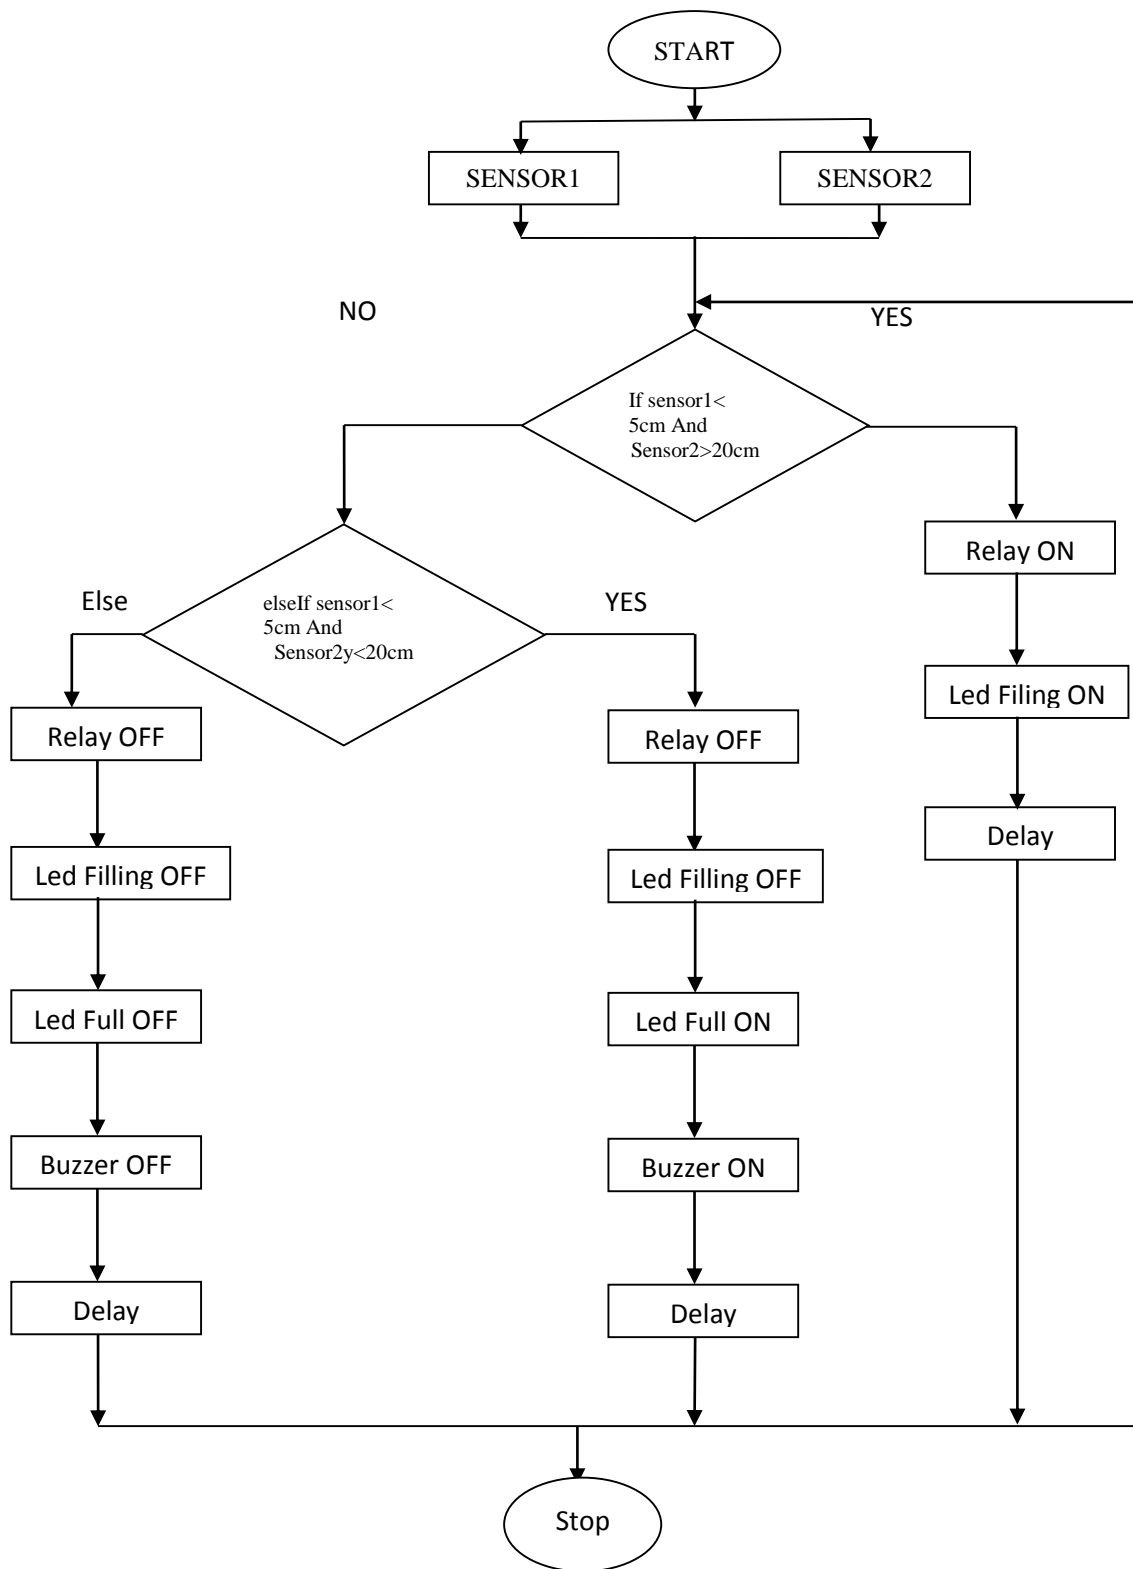 START
SENSOR1
SENSOR2
NO
YES
If sensor1<
5cm And
Sensor2>20cm
Relay ON
Led Filing ON
Delay
Else
YES
elseIf sensor1<
5cm And
Sensor2y<20cm
Relay OFF
Led Filling OFF
Led Full OFF
Buzzer OFF
Delay
Relay OFF
Led Filling OFF
Led Full ON
Buzzer ON
Delay
Stop